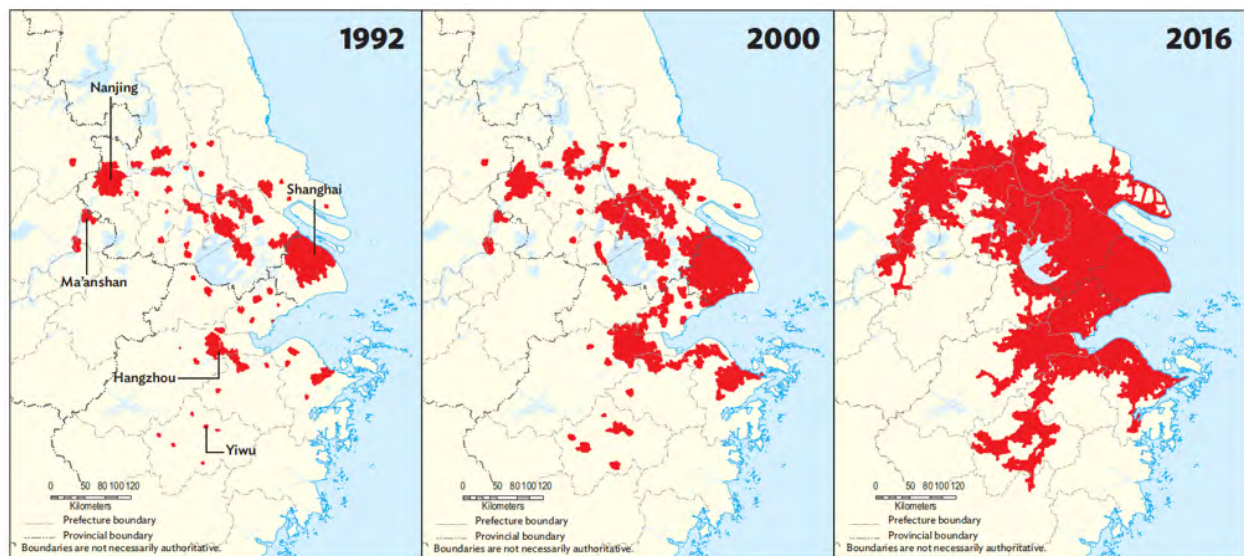 1992
Nanjing
Shanghai
Ma'anshan
Hangzhou
Yiwu
0 50 80 100 120
Kilometers
Prefecture boundary
Provincial boundary
Boundaries are not necessarily authoritative.
2000
0 50 80 100 120
Kilometers
Prefecture boundary
Provincial boundary
Boundaries are not necessarily authoritative.
2016
0 50 80 100 120
Kilometers
Prefecture boundary
Provincial boundary
Boundaries are not necessarily authoritative.